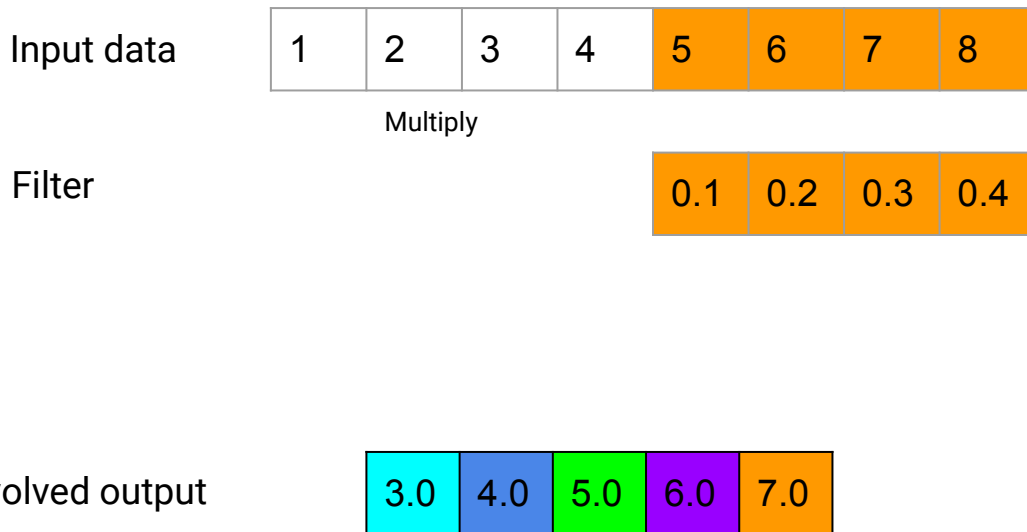 Input data 1 2 3 4 5 6 7 8
Multiply
Filter 0.1 0.2 0.3 0.4
volved output 3.0 4.0 5.0 6.0 7.0